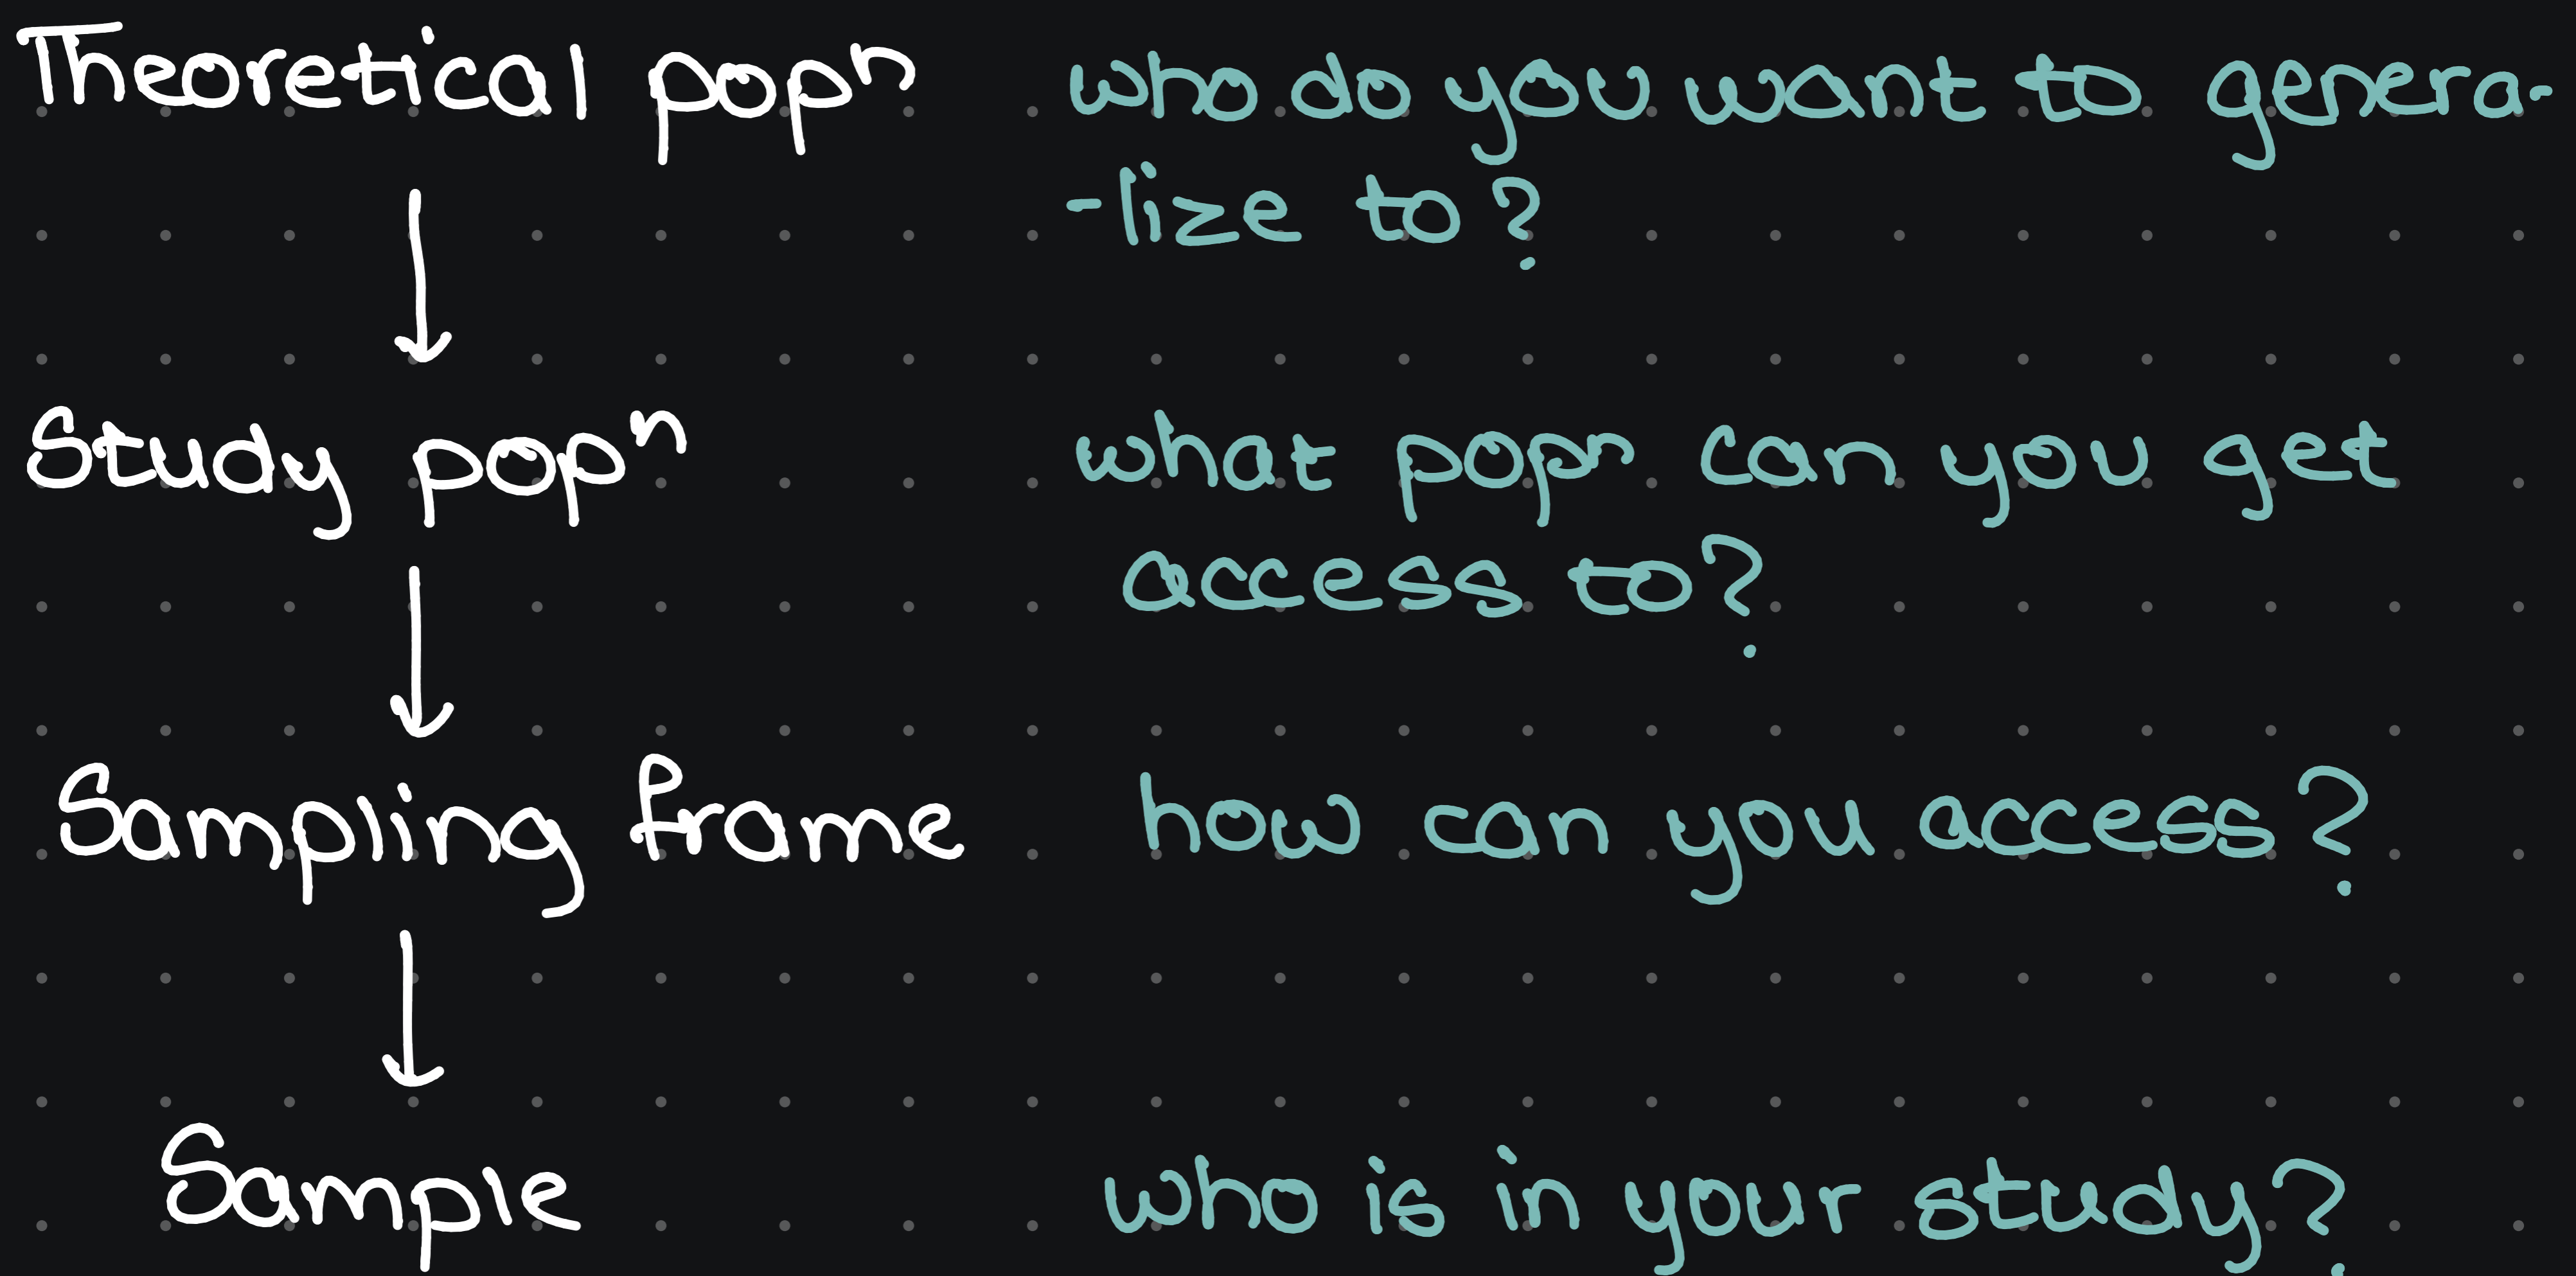 Theoretical popⁿ who do you want to genera-
-lize to?
Study popⁿ what popⁿ can you get
access to?
Sampling frame how can you access?
Sample who is in your study?